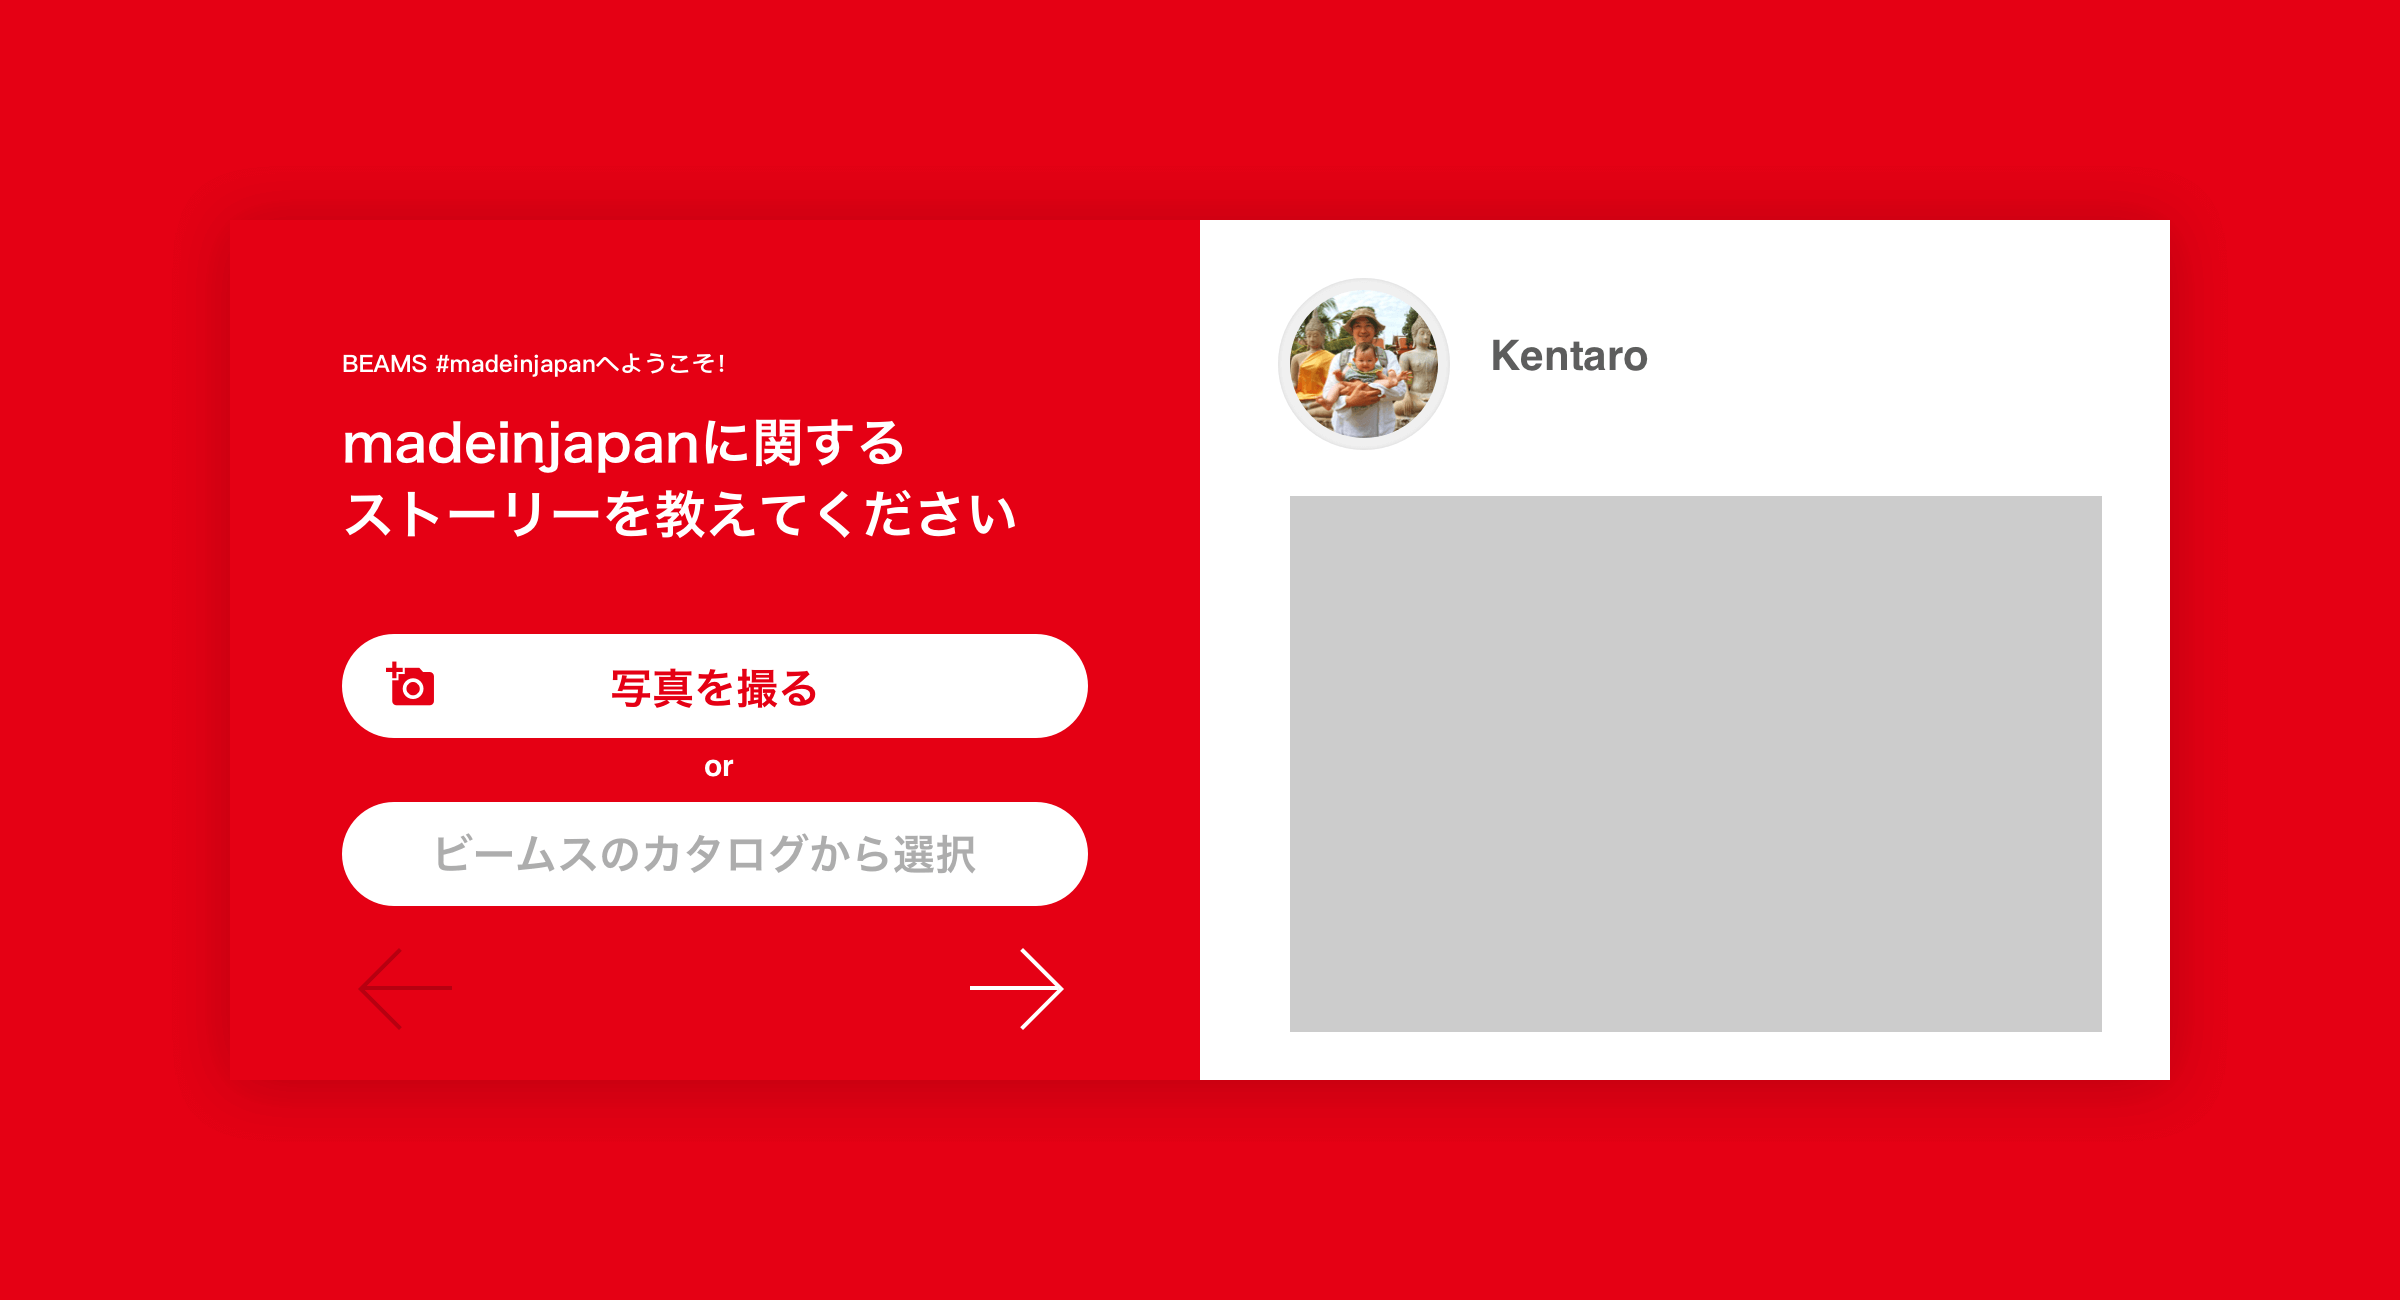 BEAMS #madeinjapanへようこそ！
madeinjapanに関する
ストーリーを教えてください
写真を撮る
or
ビームスのカタログから選択
Kentaro